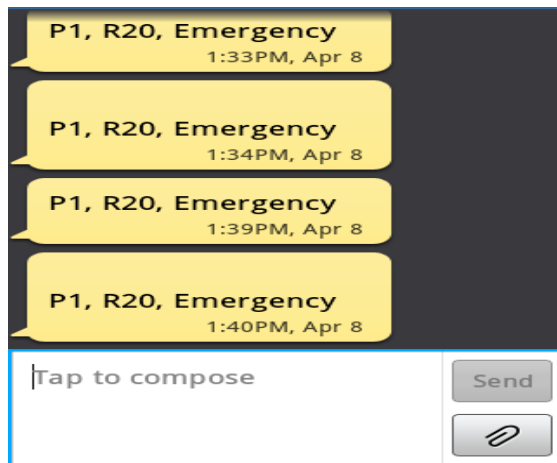 P1, R20, Emergency
1:33PM, Apr 8
P1, R20, Emergency
1:34PM, Apr 8
P1, R20, Emergency
1:39PM, Apr 8
P1, R20, Emergency
1:40PM, Apr 8
Tap to compose
Send